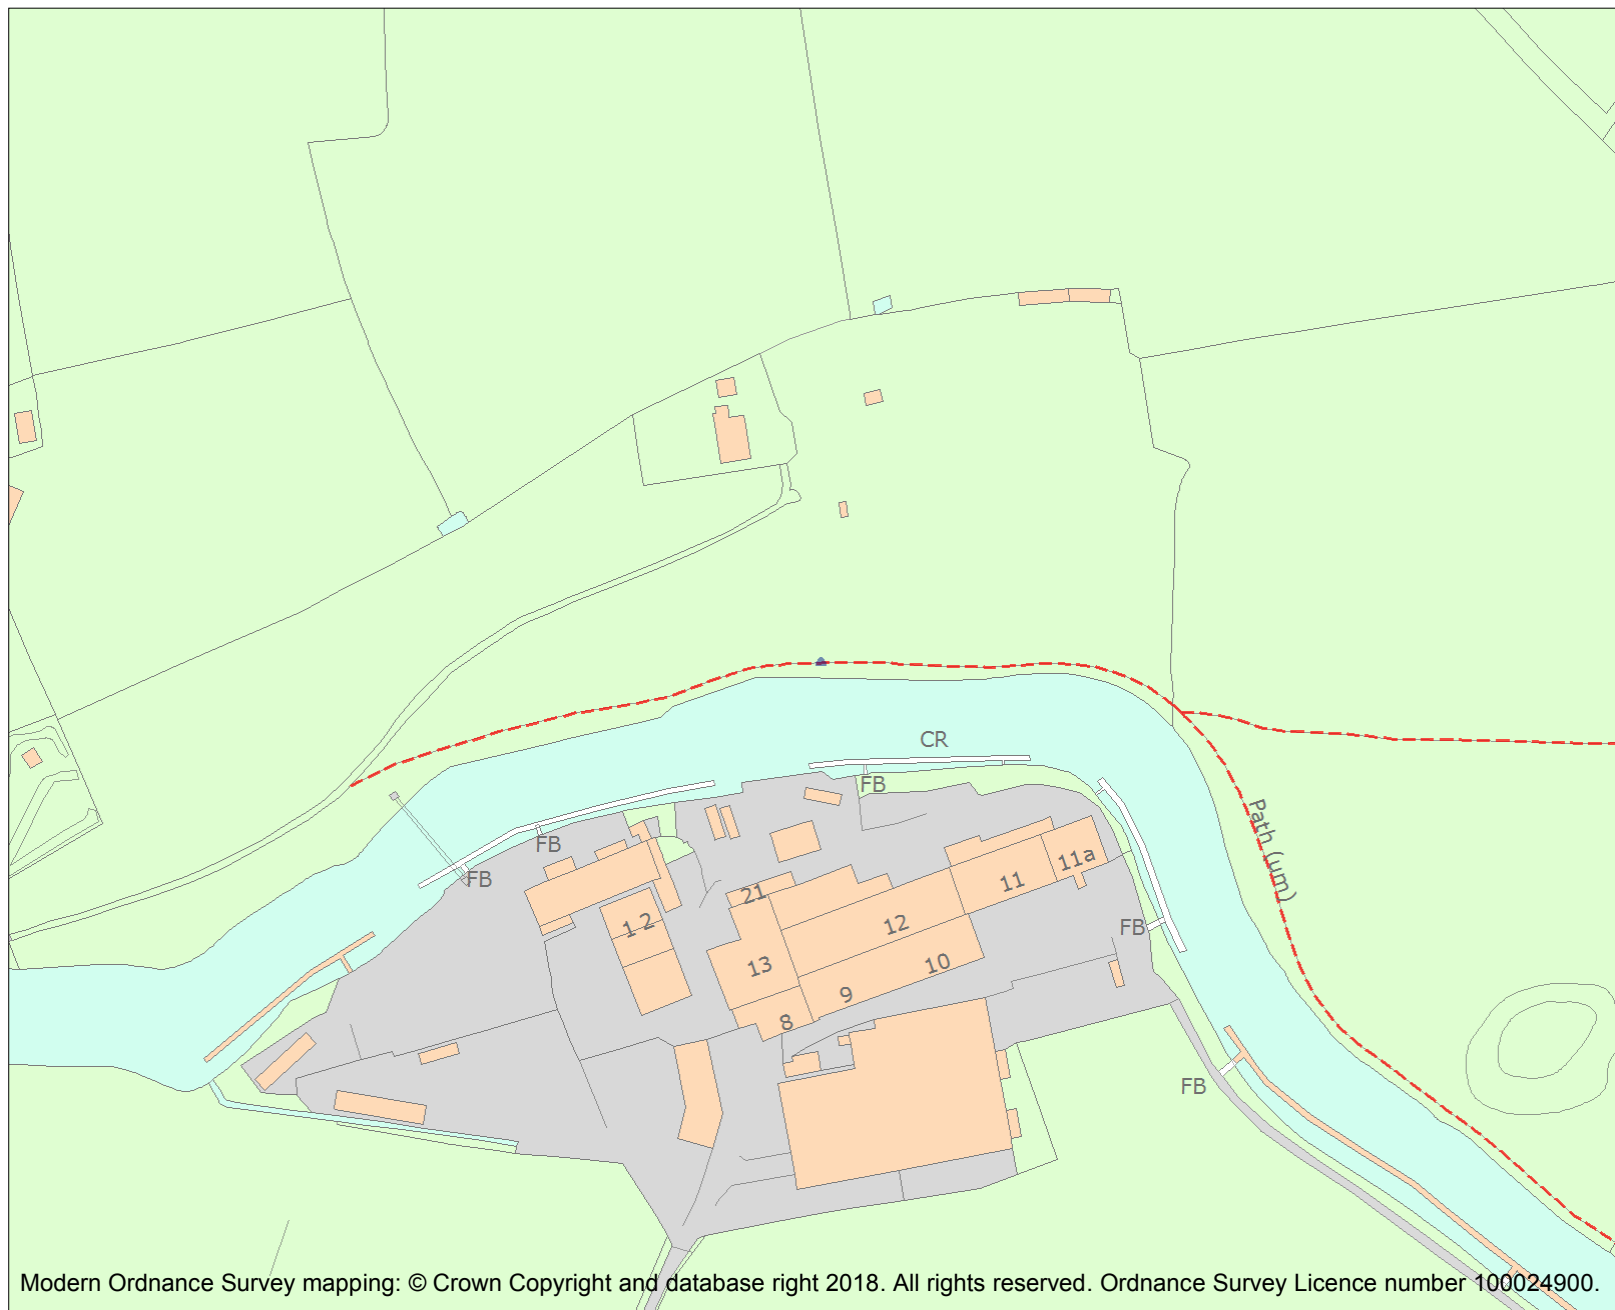 CR
FB
FB
FB
Path (um)
11a
11
21
1 2
12
FB
13
10
9
8
FB
Modern Ordnance Survey mapping: © Crown Copyright and database right 2018. All rights reserved. Ordnance Survey Licence number 100024900.